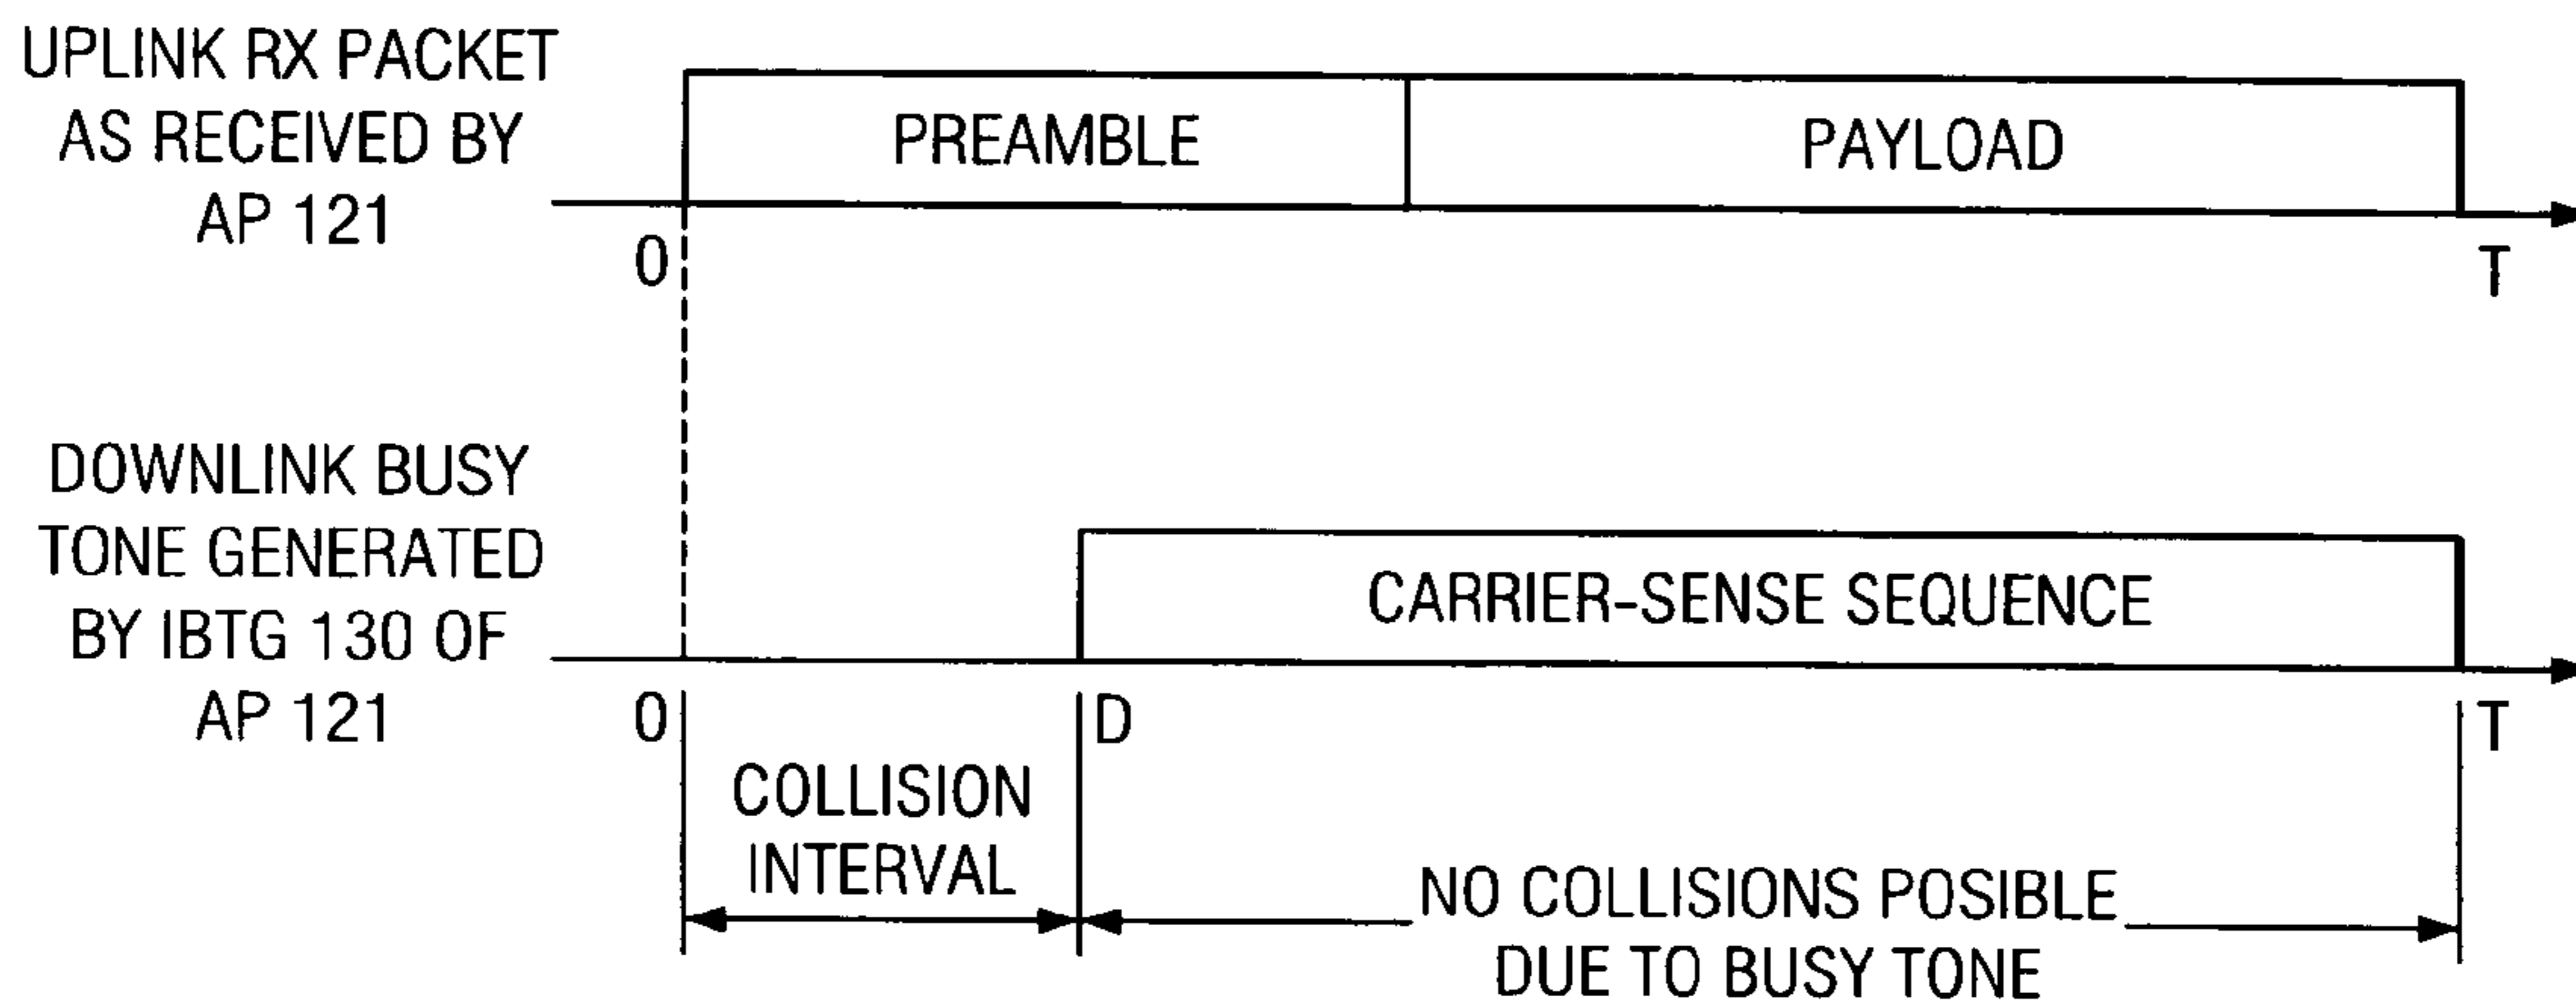 UPLINK RX PACKET
AS RECEIVED BY
AP 121
PREAMBLE
PAYLOAD
0
T
DOWNLINK BUSY
TONE GENERATED
BY IBTG 130 OF
AP 121
CARRIER-SENSE SEQUENCE
0
D
T
COLLISION
INTERVAL
NO COLLISIONS POSIBLE
DUE TO BUSY TONE